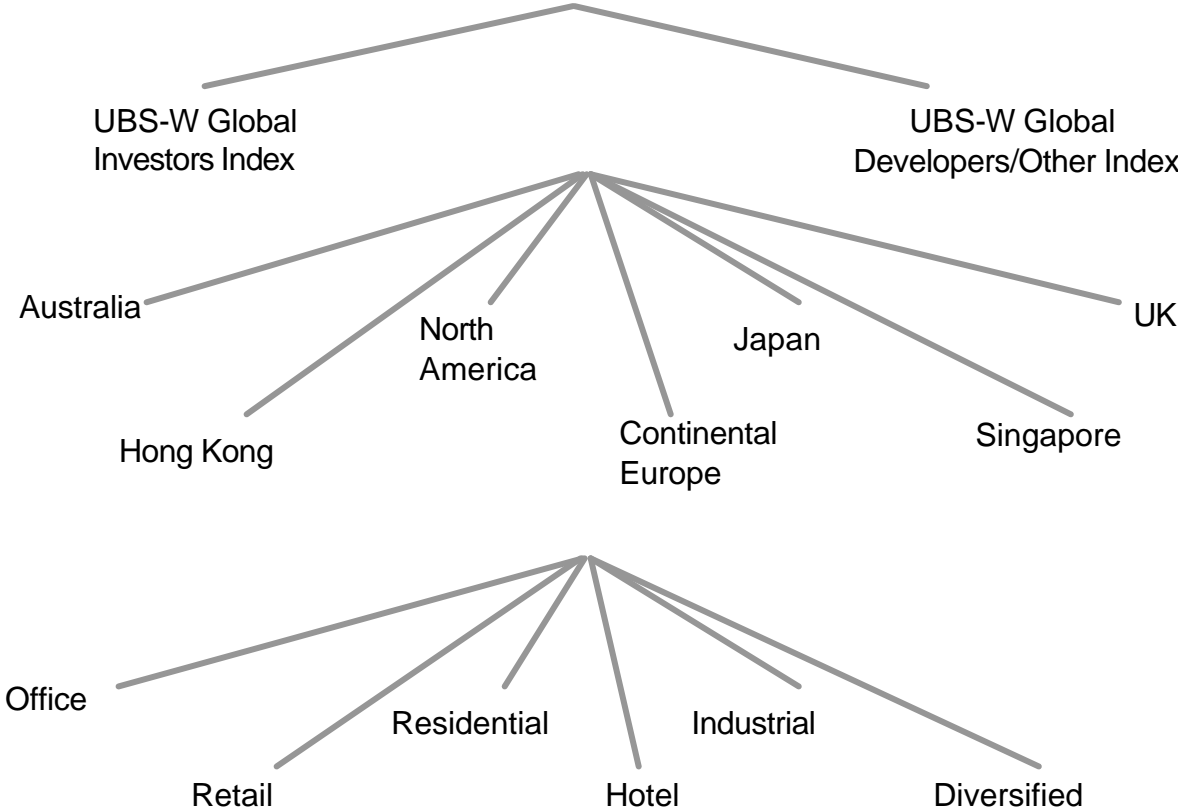 UBS-W Global
Investors Index
UBS-W Global
Developers/Other Index
Australia
North
America
Japan
UK
Hong Kong
Continental
Europe
Singapore
Office
Residential
Industrial
Retail
Hotel
Diversified